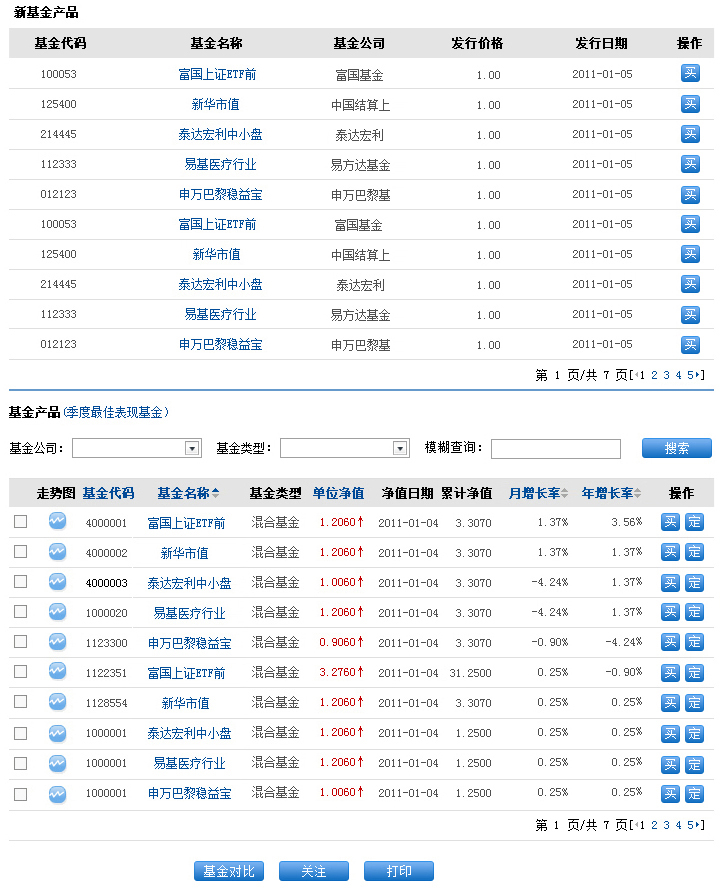 新基金产品
基金代码 基金名称 基金公司 发行价格 发行日期 操作
100053 富国上证ETF前 富国基金 1.00 2011-01-05 买
125400 新华市值 中国结算上 1.00 2011-01-05 买
214445 泰达宏利中小盘 泰达宏利 1.00 2011-01-05 买
112333 易基医疗行业 易方达基金 1.00 2011-01-05 买
012123 申万巴黎稳益宝 申万巴黎基 1.00 2011-01-05 买
100053 富国上证ETF前 富国基金 1.00 2011-01-05 买
125400 新华市值 中国结算上 1.00 2011-01-05 买
214445 泰达宏利中小盘 泰达宏利 1.00 2011-01-05 买
112333 易基医疗行业 易方达基金 1.00 2011-01-05 买
012123 申万巴黎稳益宝 申万巴黎基 1.00 2011-01-05 买
第 1 页/共 7 页[1 2 3 4 5]
基金产品(季度最佳表现基金)
基金公司： 基金类型： 模糊查询： 搜索
走势图 基金代码 基金名称 基金类型 单位净值 净值日期 累计净值 月增长率 年增长率 操作
4000001 富国上证ETF前 混合基金 1.2060↑ 2011-01-04 3.3070 1.37% 3.56% 买 定
4000002 新华市值 混合基金 1.2060↑ 2011-01-04 3.3070 1.37% 1.37% 买 定
4000003 泰达宏利中小盘 混合基金 1.0060↑ 2011-01-04 3.3070 -4.24% 1.37% 买 定
1000020 易基医疗行业 混合基金 1.2060↑ 2011-01-04 3.3070 -4.24% 1.37% 买 定
1123300 申万巴黎稳益宝 混合基金 0.9060↑ 2011-01-04 3.3070 -0.90% -4.24% 买 定
1122351 富国上证ETF前 混合基金 3.2760↑ 2011-01-04 31.2500 0.25% -0.90% 买 定
1128554 新华市值 混合基金 1.2060↑ 2011-01-04 3.3070 0.25% 0.25% 买 定
1000001 泰达宏利中小盘 混合基金 1.2060↑ 2011-01-04 1.2500 0.25% 0.25% 买 定
1000001 易基医疗行业 混合基金 1.2060↑ 2011-01-04 1.2500 0.25% 0.25% 买 定
1000001 申万巴黎稳益宝 混合基金 1.0060↑ 2011-01-04 1.2500 0.25% 0.25% 买 定
第 1 页/共 7 页[1 2 3 4 5]
基金对比 关注 打印